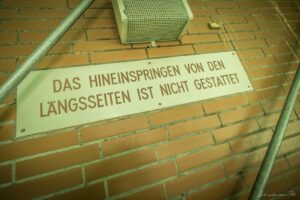 DAS HINEINSPRINGEN VON DEN
LÄNGSSEITEN IST NICHT GESTATTET